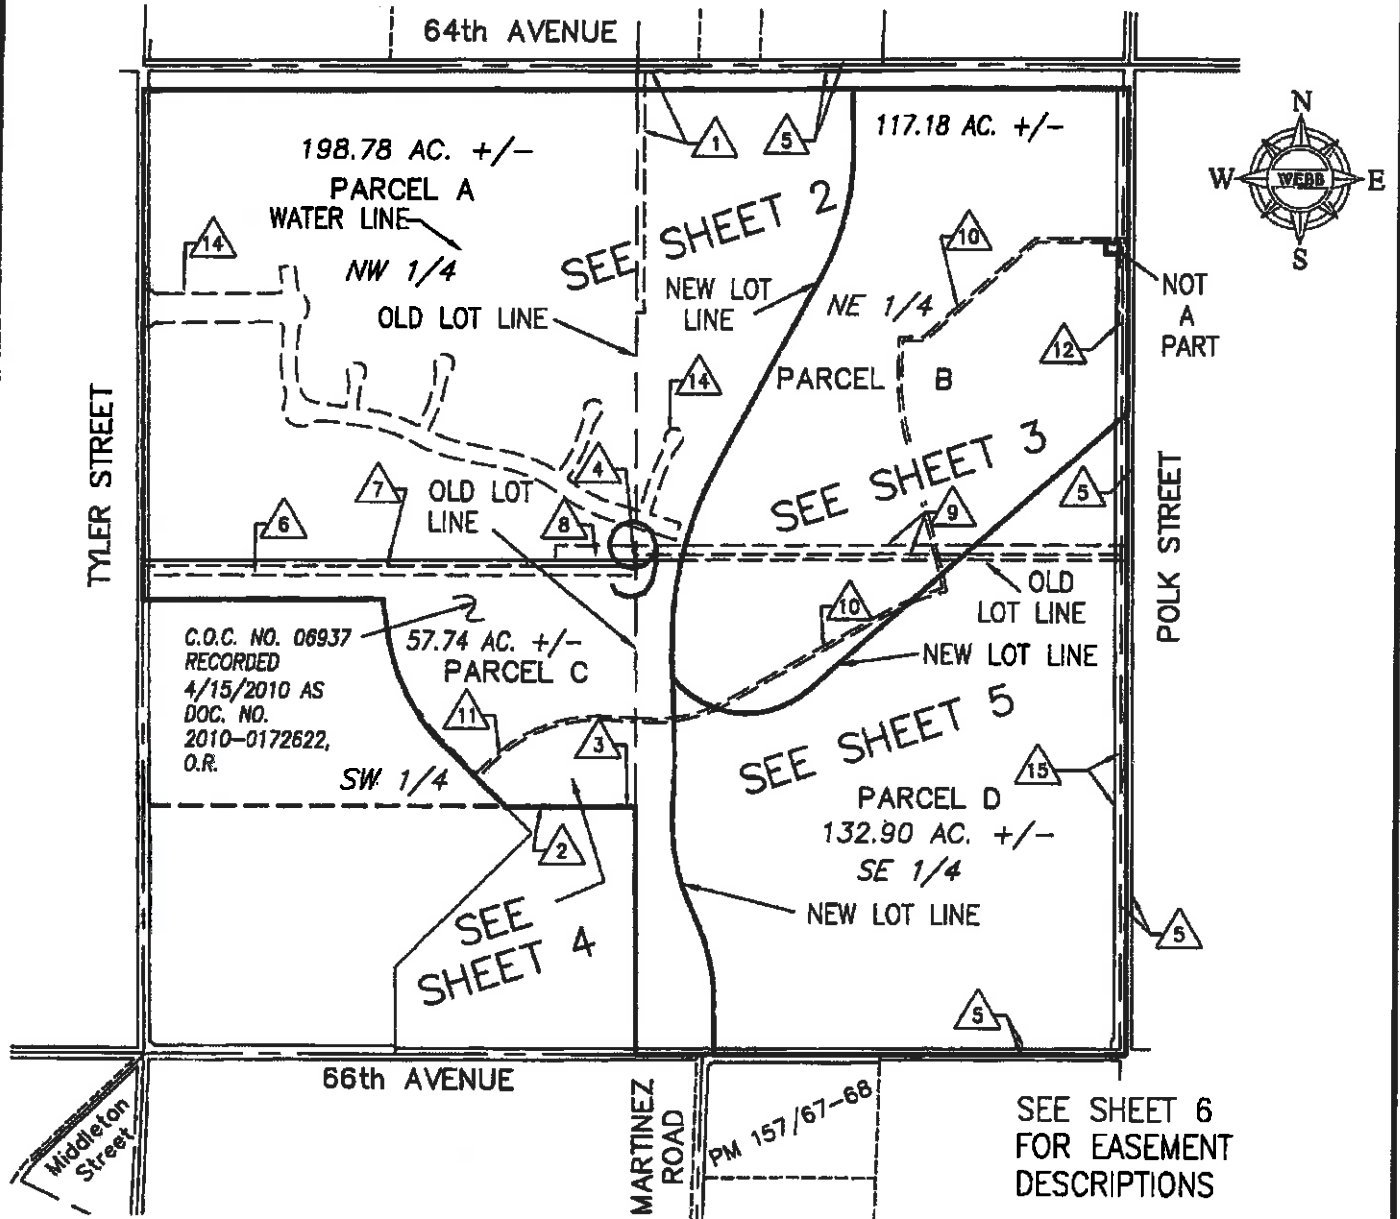 64th AVENUE
198.78 AC. +/-
PARCEL A
WATER LINE
NW 1/4
OLD LOT LINE
14
1
5
117.18 AC. +/-
N
W
WEBB
E
S
SEE SHEET 2
NEW LOT
LINE
NE 1/4
10
NOT
A
PART
12
14
PARCEL B
SEE SHEET 3
TYLER STREET
POLK STREET
4
7
OLD LOT
LINE
6
8
9
5
OLD
LOT LINE
10
NEW LOT LINE
C.O.C. NO. 06937
RECORDED
4/15/2010 AS
DOC. NO.
2010-0172622,
O.R.
57.74 AC. +/-
PARCEL C
11
3
SW 1/4
SEE SHEET 5
15
PARCEL D
132.90 AC. +/-
SE 1/4
2
NEW LOT LINE
SEE
SHEET 4
5
5
66th AVENUE
Middleton
Street
MARTINEZ
ROAD
PM 157/67-68
SEE SHEET 6
FOR EASEMENT
DESCRIPTIONS